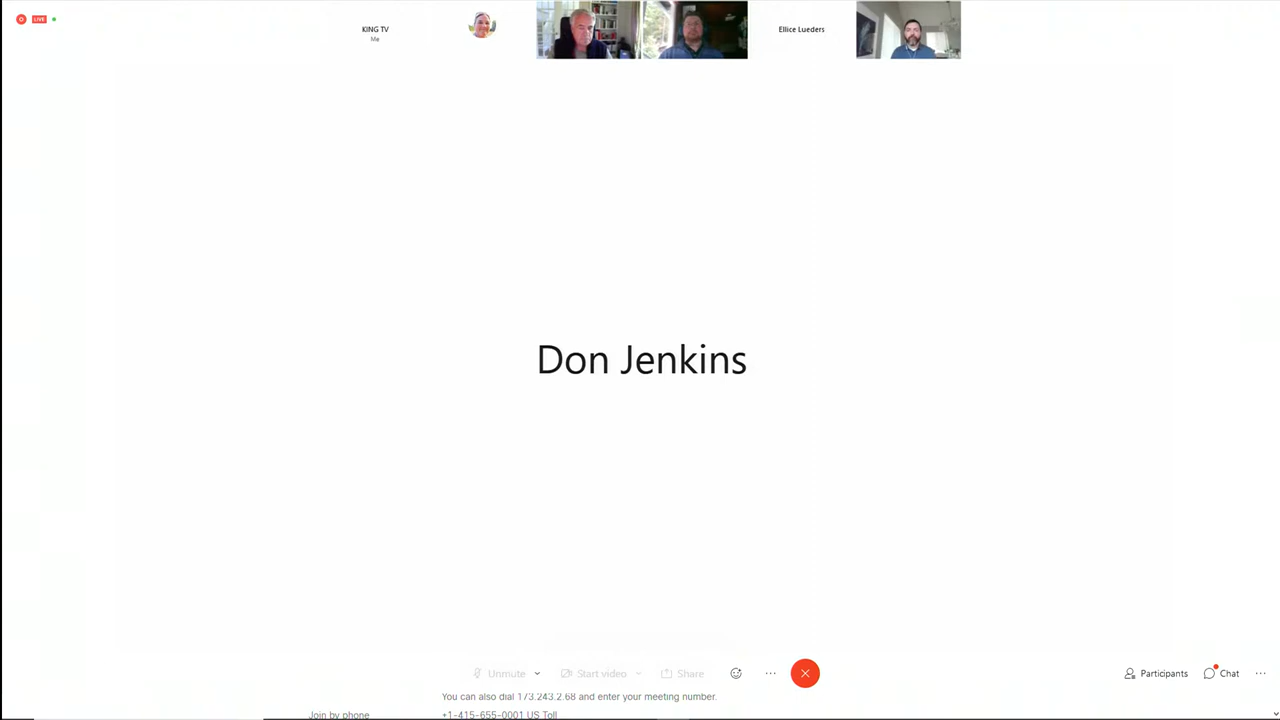 LIVE
KING TV
Me
Ellice Lueders
Don Jenkins
Unmute
Start video
Share
Participants
Chat
You can also dial 173.243.2.68 and enter your meeting number.
Join by phone
+1-415-655-0001 US Toll